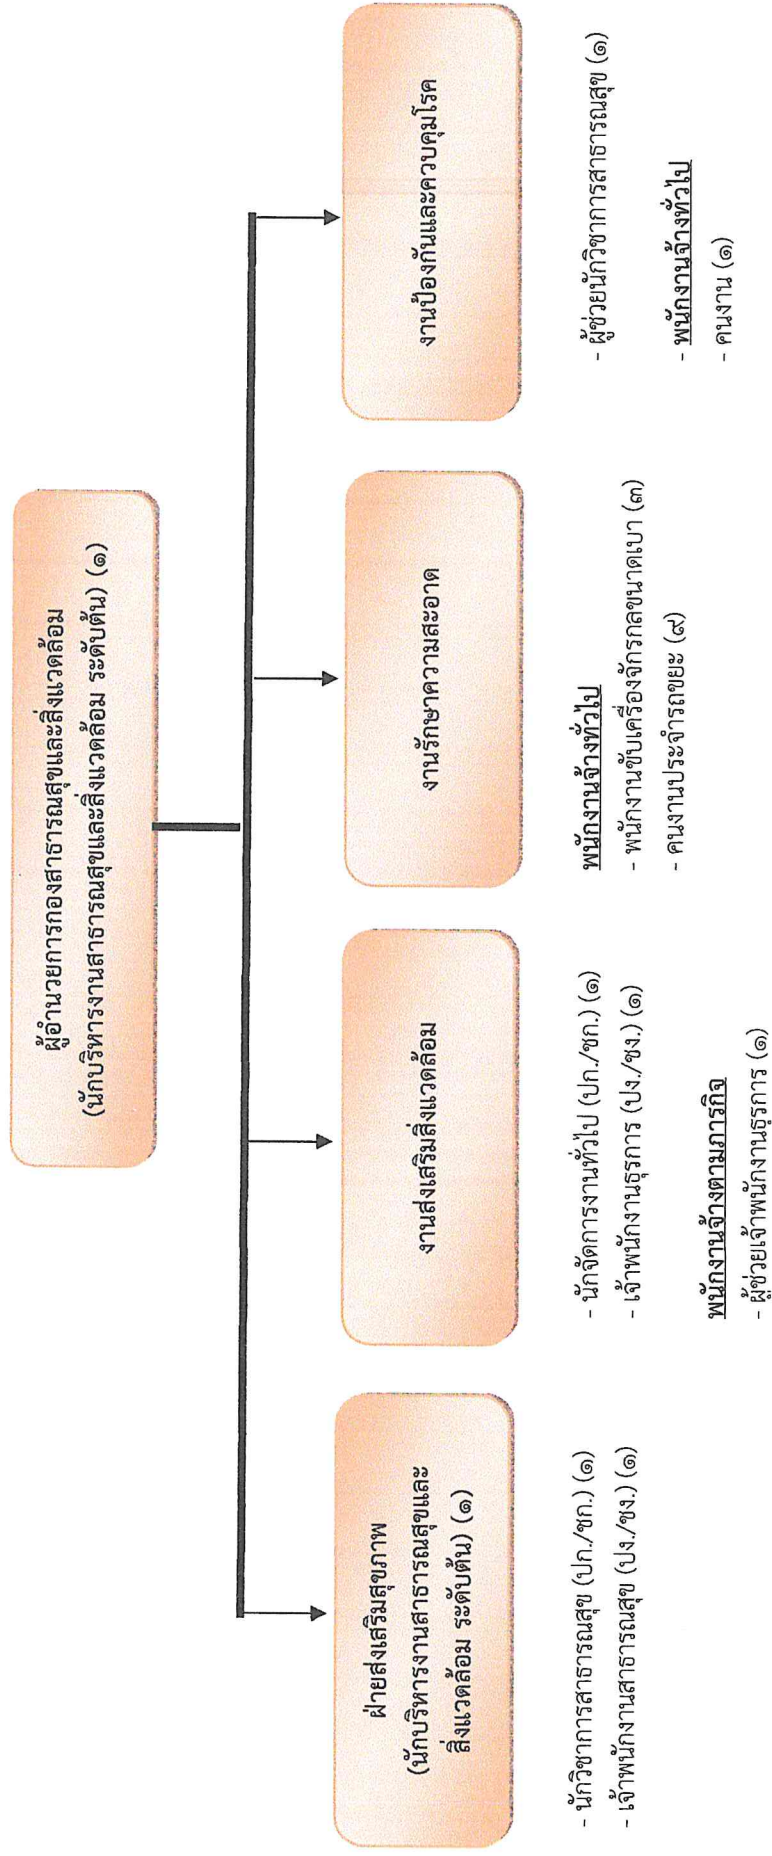 ผู้อำนวยการกองสาธารณสุขและสิ่งแวดล้อม
(นักบริหารงานสาธารณสุขและสิ่งแวดล้อม ระดับต้น) (๑)
ฝ่ายส่งเสริมสุขภาพ
(นักบริหารงานสาธารณสุขและ
สิ่งแวดล้อม ระดับต้น) (๑)
- นักวิชาการสาธารณสุข (ปก./ชก.) (๑)
- เจ้าพนักงานสาธารณสุข (ปง./ชง.) (๑)
งานส่งเสริมสิ่งแวดล้อม
- นักจัดการงานทั่วไป (ปก./ชก.) (๑)
- เจ้าพนักงานธุรการ (ปง./ชง.) (๑)
พนักงานจ้างตามภารกิจ
- ผู้ช่วยเจ้าพนักงานธุรการ (๑)
งานรักษาความสะอาด
พนักงานจ้างทั่วไป
- พนักงานขับเครื่องจักรกลขนาดเบา (๓)
- คนงานประจำรถขยะ (๙)
งานป้องกันและควบคุมโรค
- ผู้ช่วยนักวิชาการสาธารณสุข (๑)
- พนักงานจ้างทั่วไป
- คนงาน (๑)